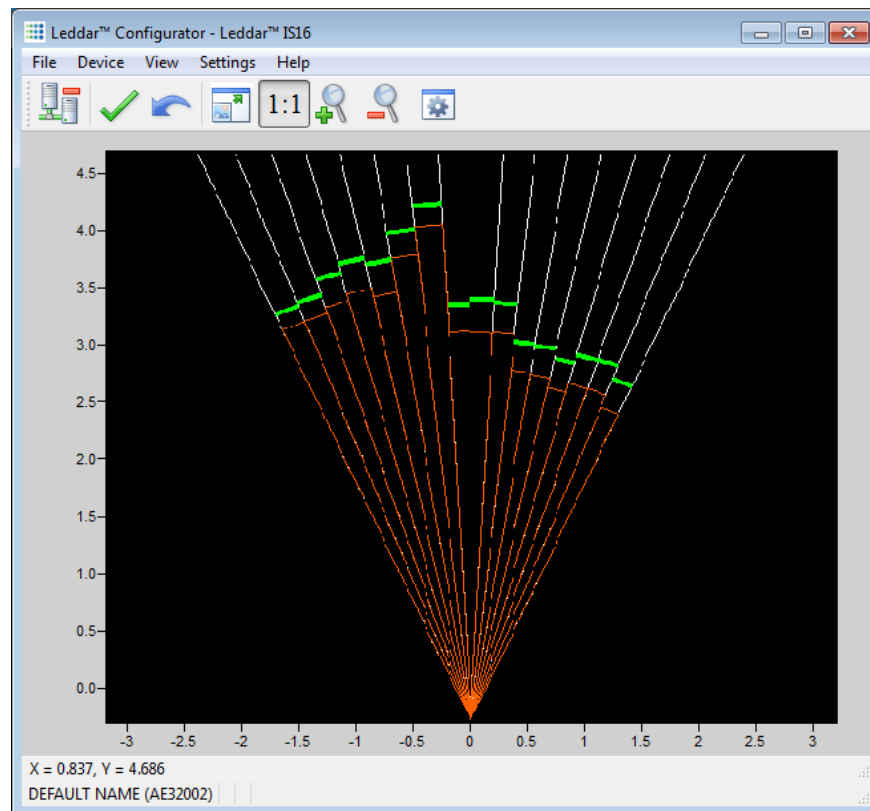 Leddar™ Configurator - Leddar™ IS16
File Device View Settings Help
1:1
4.5
4.0
3.5
3.0
2.5
2.0
1.5
1.0
0.5
0.0
-3 -2.5 -2 -1.5 -1 -0.5 0 0.5 1 1.5 2 2.5 3
X = 0.837, Y = 4.686
DEFAULT NAME (AE32002)